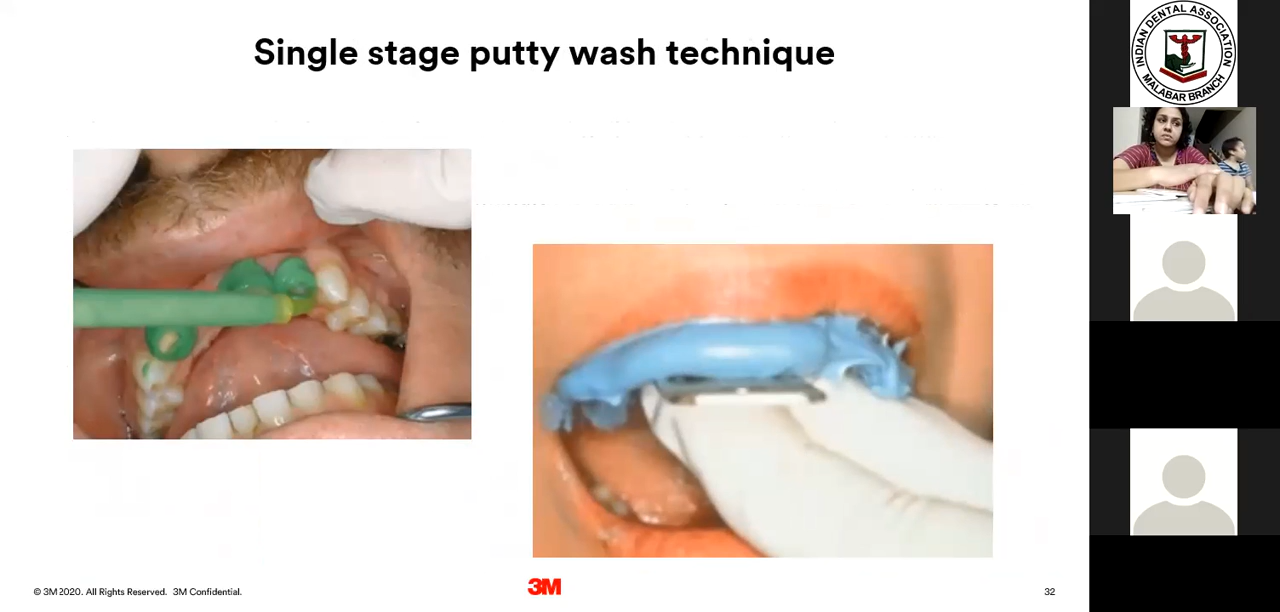 Single stage putty wash technique
INDIAN DENTAL ASSOCIATION
MALABAR BRANCH
© 3M 2020. All Rights Reserved. 3M Confidential.
3M
32